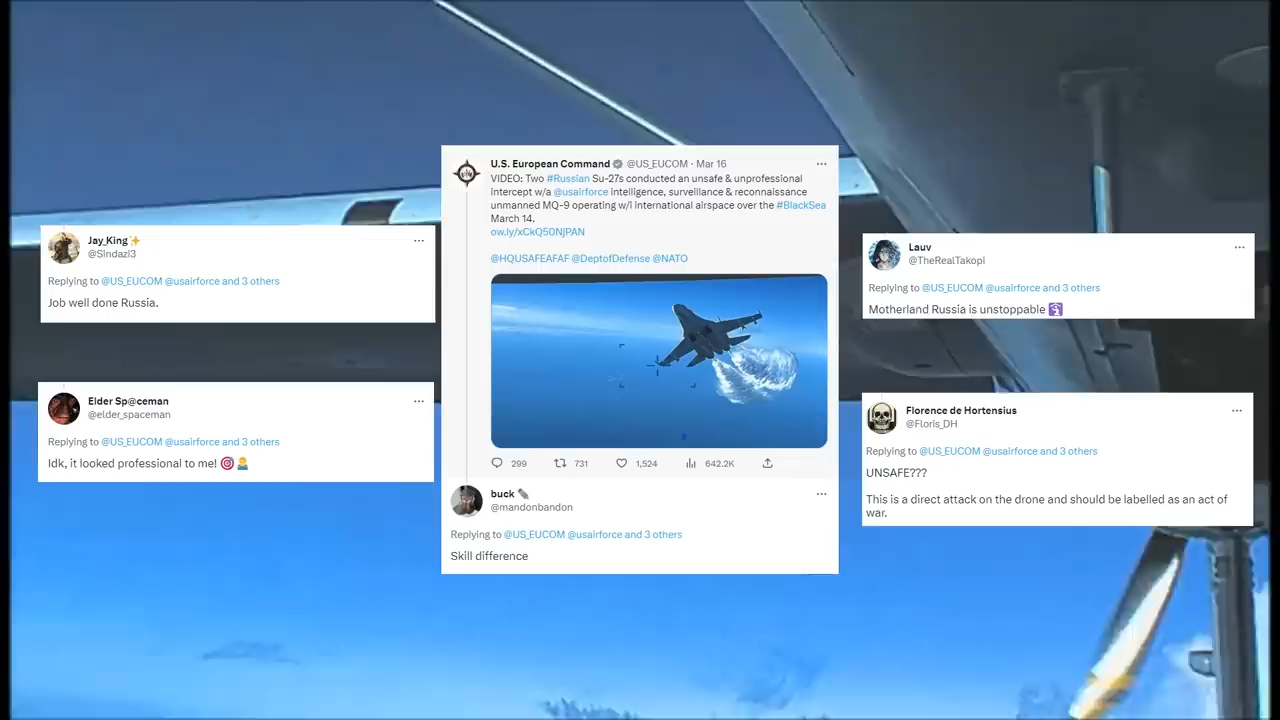 U.S. European Command @US_EUCOM · Mar 16
VIDEO: Two #Russian Su-27s conducted an unsafe & unprofessional
intercept w/a @usairforce intelligence, surveillance & reconnaissance
unmanned MQ-9 operating w/i international airspace over the #BlackSea
March 14.
ow.ly/xCkQ50NjPAN
@HQUSAFEAFAF @DeptofDefense @NATO
299 731 1,524 642.2K
buck
@mandonbandon
Replying to @US_EUCOM @usairforce and 3 others
Skill difference
Jay_King✨
@Sindazi3
Replying to @US_EUCOM @usairforce and 3 others
Job well done Russia.
Elder Sp@ceman
@elder_spaceman
Replying to @US_EUCOM @usairforce and 3 others
Idk, it looked professional to me! 🎯
Lauv
@TheRealTakopi
Replying to @US_EUCOM @usairforce and 3 others
Motherland Russia is unstoppable
Florence de Hortensius
@Floris_DH
Replying to @US_EUCOM @usairforce and 3 others
UNSAFE???
This is a direct attack on the drone and should be labelled as an act of
war.